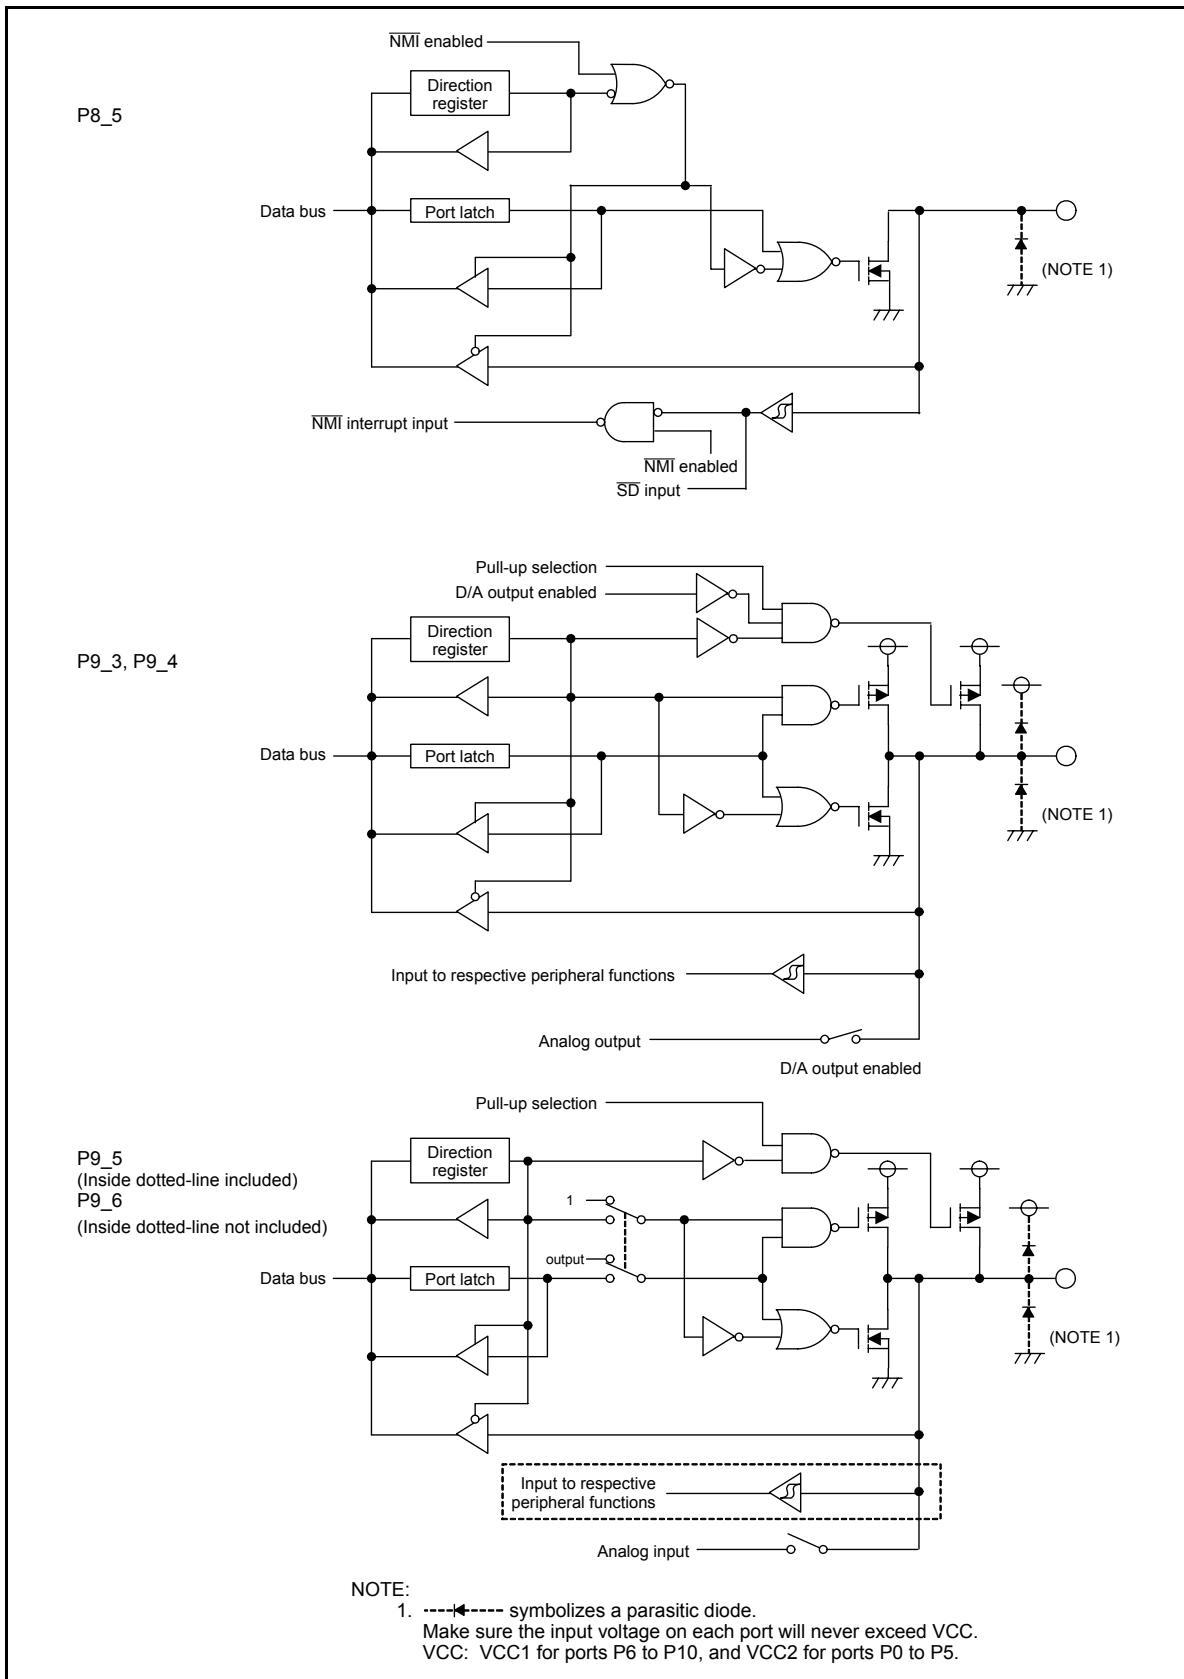 NMI enabled
Direction
register
P8_5
Data bus
Port latch
(NOTE 1)
NMI interrupt input
NMI enabled
SD input
Pull-up selection
D/A output enabled
Direction
register
P9_3, P9_4
Data bus
Port latch
(NOTE 1)
Input to respective peripheral functions
Analog output
D/A output enabled
Pull-up selection
P9_5
(Inside dotted-line included)
P9_6
(Inside dotted-line not included)
Direction
register
1
output
Data bus
Port latch
(NOTE 1)
Input to respective
peripheral functions
Analog input
NOTE:
1. symbolizes a parasitic diode.
Make sure the input voltage on each port will never exceed VCC.
VCC: VCC1 for ports P6 to P10, and VCC2 for ports P0 to P5.